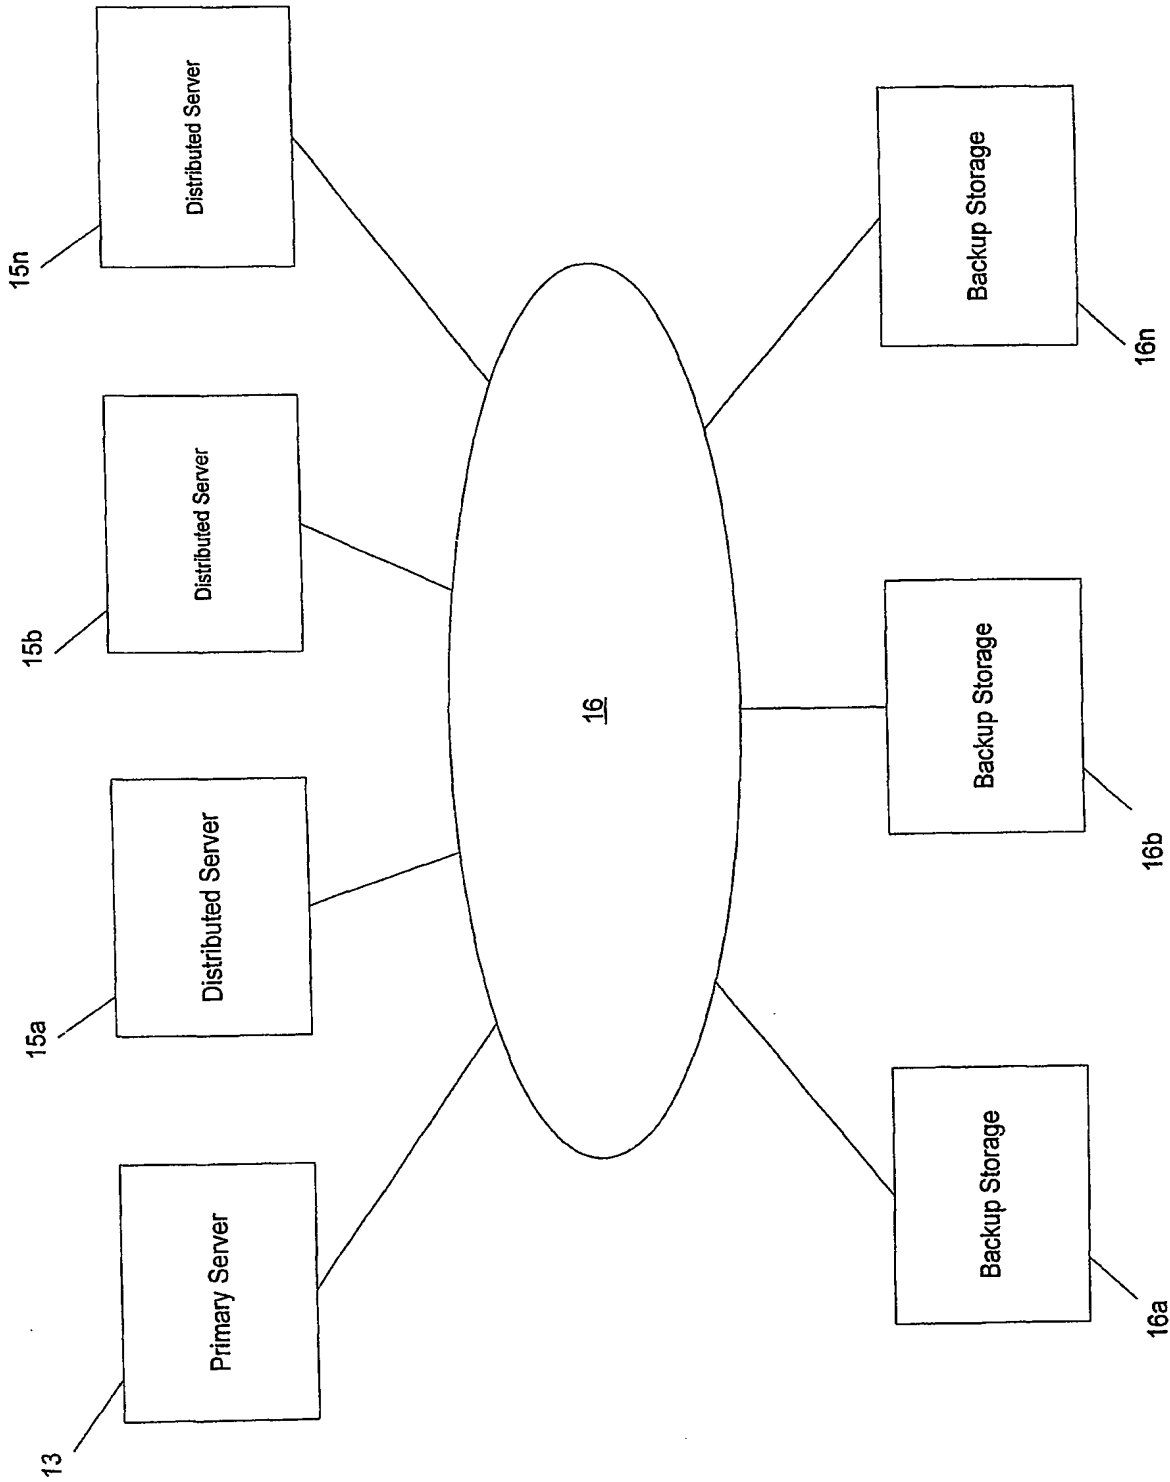 13
Primary Server
15a
Distributed Server
15b
Distributed Server
15n
Distributed Server
16
16a
Backup Storage
16b
Backup Storage
16n
Backup Storage